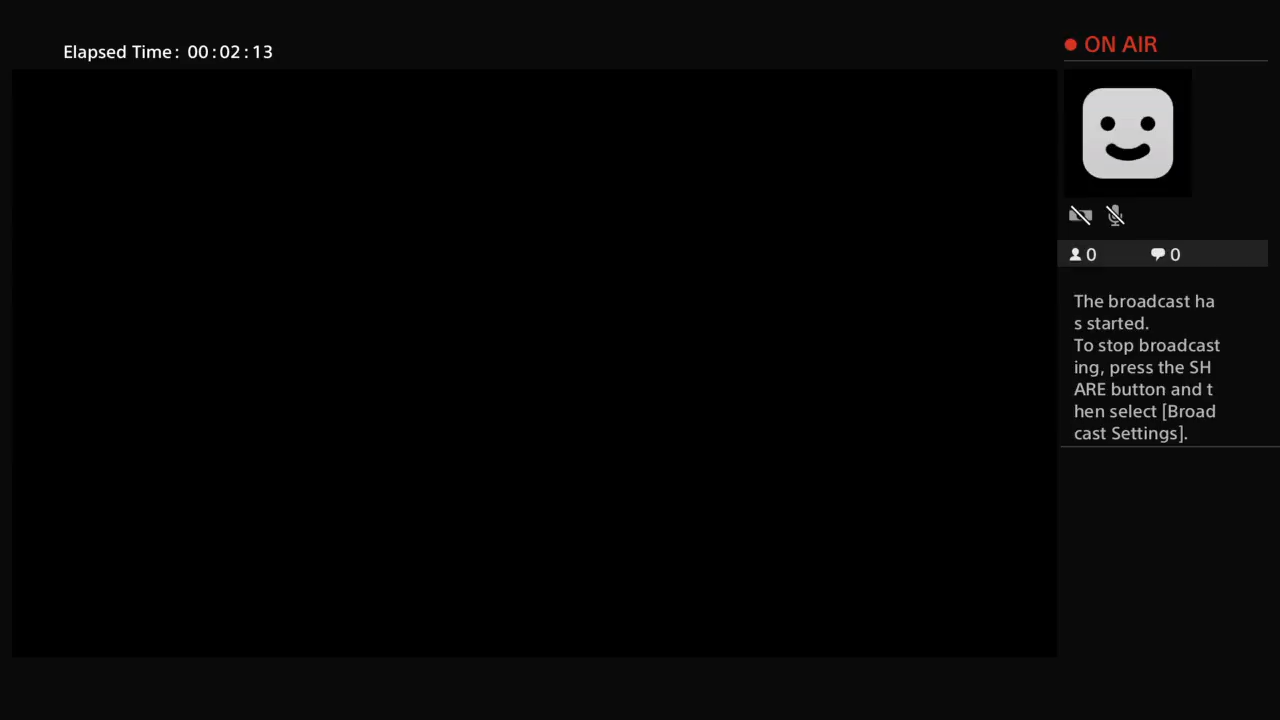 Elapsed Time: 00:02:13
ON AIR
0 0
The broadcast ha
s started.
To stop broadcast
ing, press the SH
ARE button and t
hen select [Broad
cast Settings].